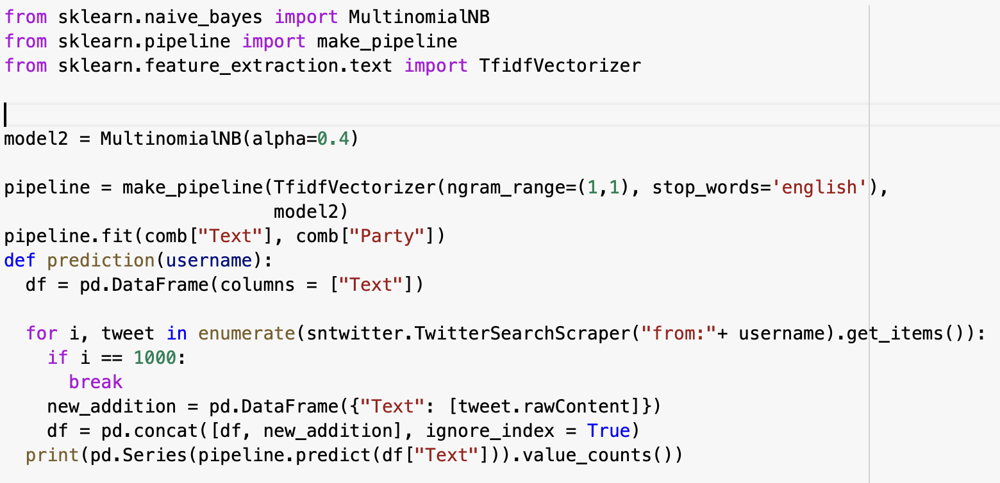 from sklearn.naive_bayes import MultinomialNB
from sklearn.pipeline import make_pipeline
from sklearn.feature_extraction.text import TfidfVectorizer
model2 = MultinomialNB(alpha=0.4)
pipeline = make_pipeline(TfidfVectorizer(ngram_range=(1,1), stop_words='english'),
                         model2)
pipeline.fit(comb["Text"], comb["Party"])
def prediction(username):
  df = pd.DataFrame(columns = ["Text"])
  for i, tweet in enumerate(sntwitter.TwitterSearchScraper("from:"+ username).get_items()):
    if i == 1000:
      break
    new_addition = pd.DataFrame({"Text": [tweet.rawContent]})
    df = pd.concat([df, new_addition], ignore_index = True)
  print(pd.Series(pipeline.predict(df["Text"])).value_counts())